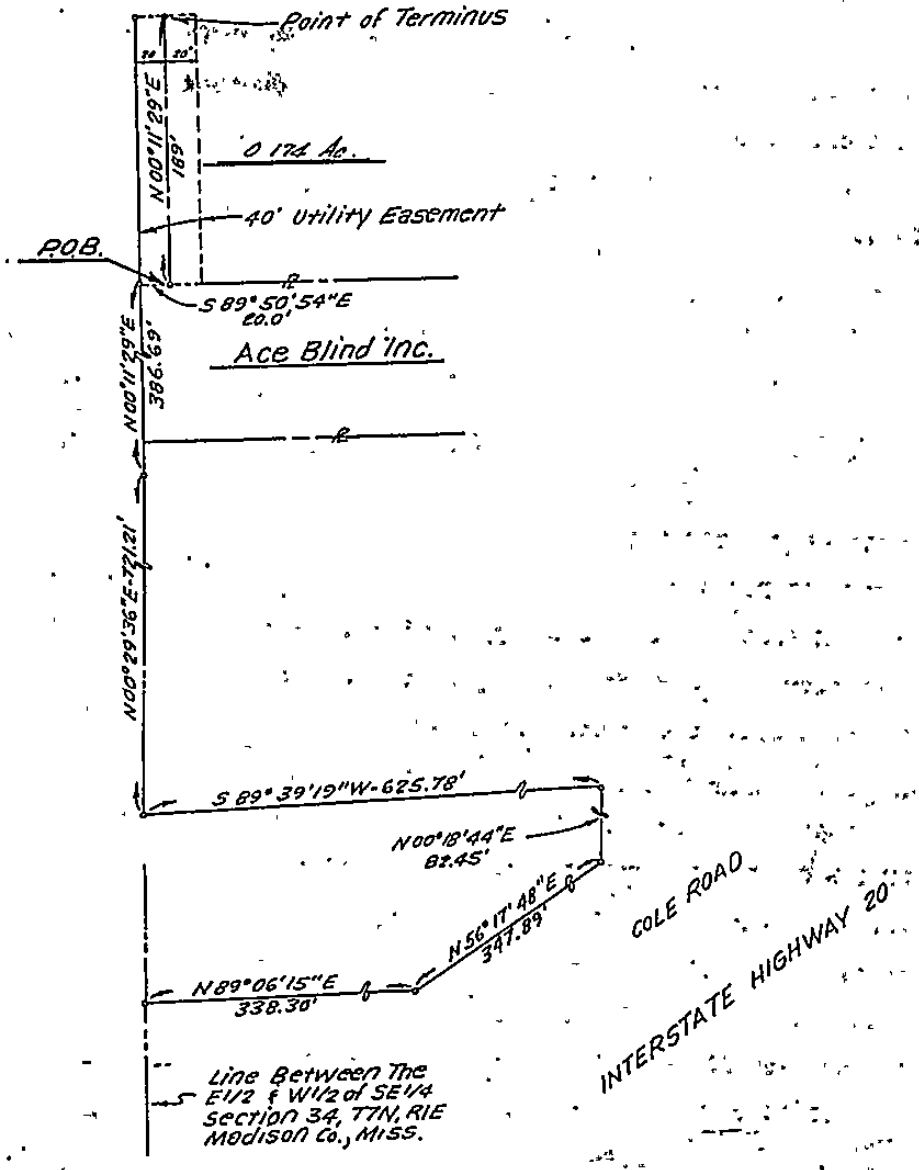 Point of Terminus
20 20'
N00°11'29"E
189'
0 174 Ac.
40' Utility Easement
P.O.B.
S 89° 50' 54"E
20.0'
Ace Blind Inc.
N00°11'29"E
386.69'
N00°29'36"E-721.21'
S 89° 39'19"W-625.78'
N00°18'44"E
82.45'
N56°17'48"E
347.89'
COLE ROAD
INTERSTATE HIGHWAY 20
N89°06'15"E
338.30'
Line Between The
E1/2 & W1/2 of SE1/4
Section 34, T7N, R1E
Madison Co., Miss.